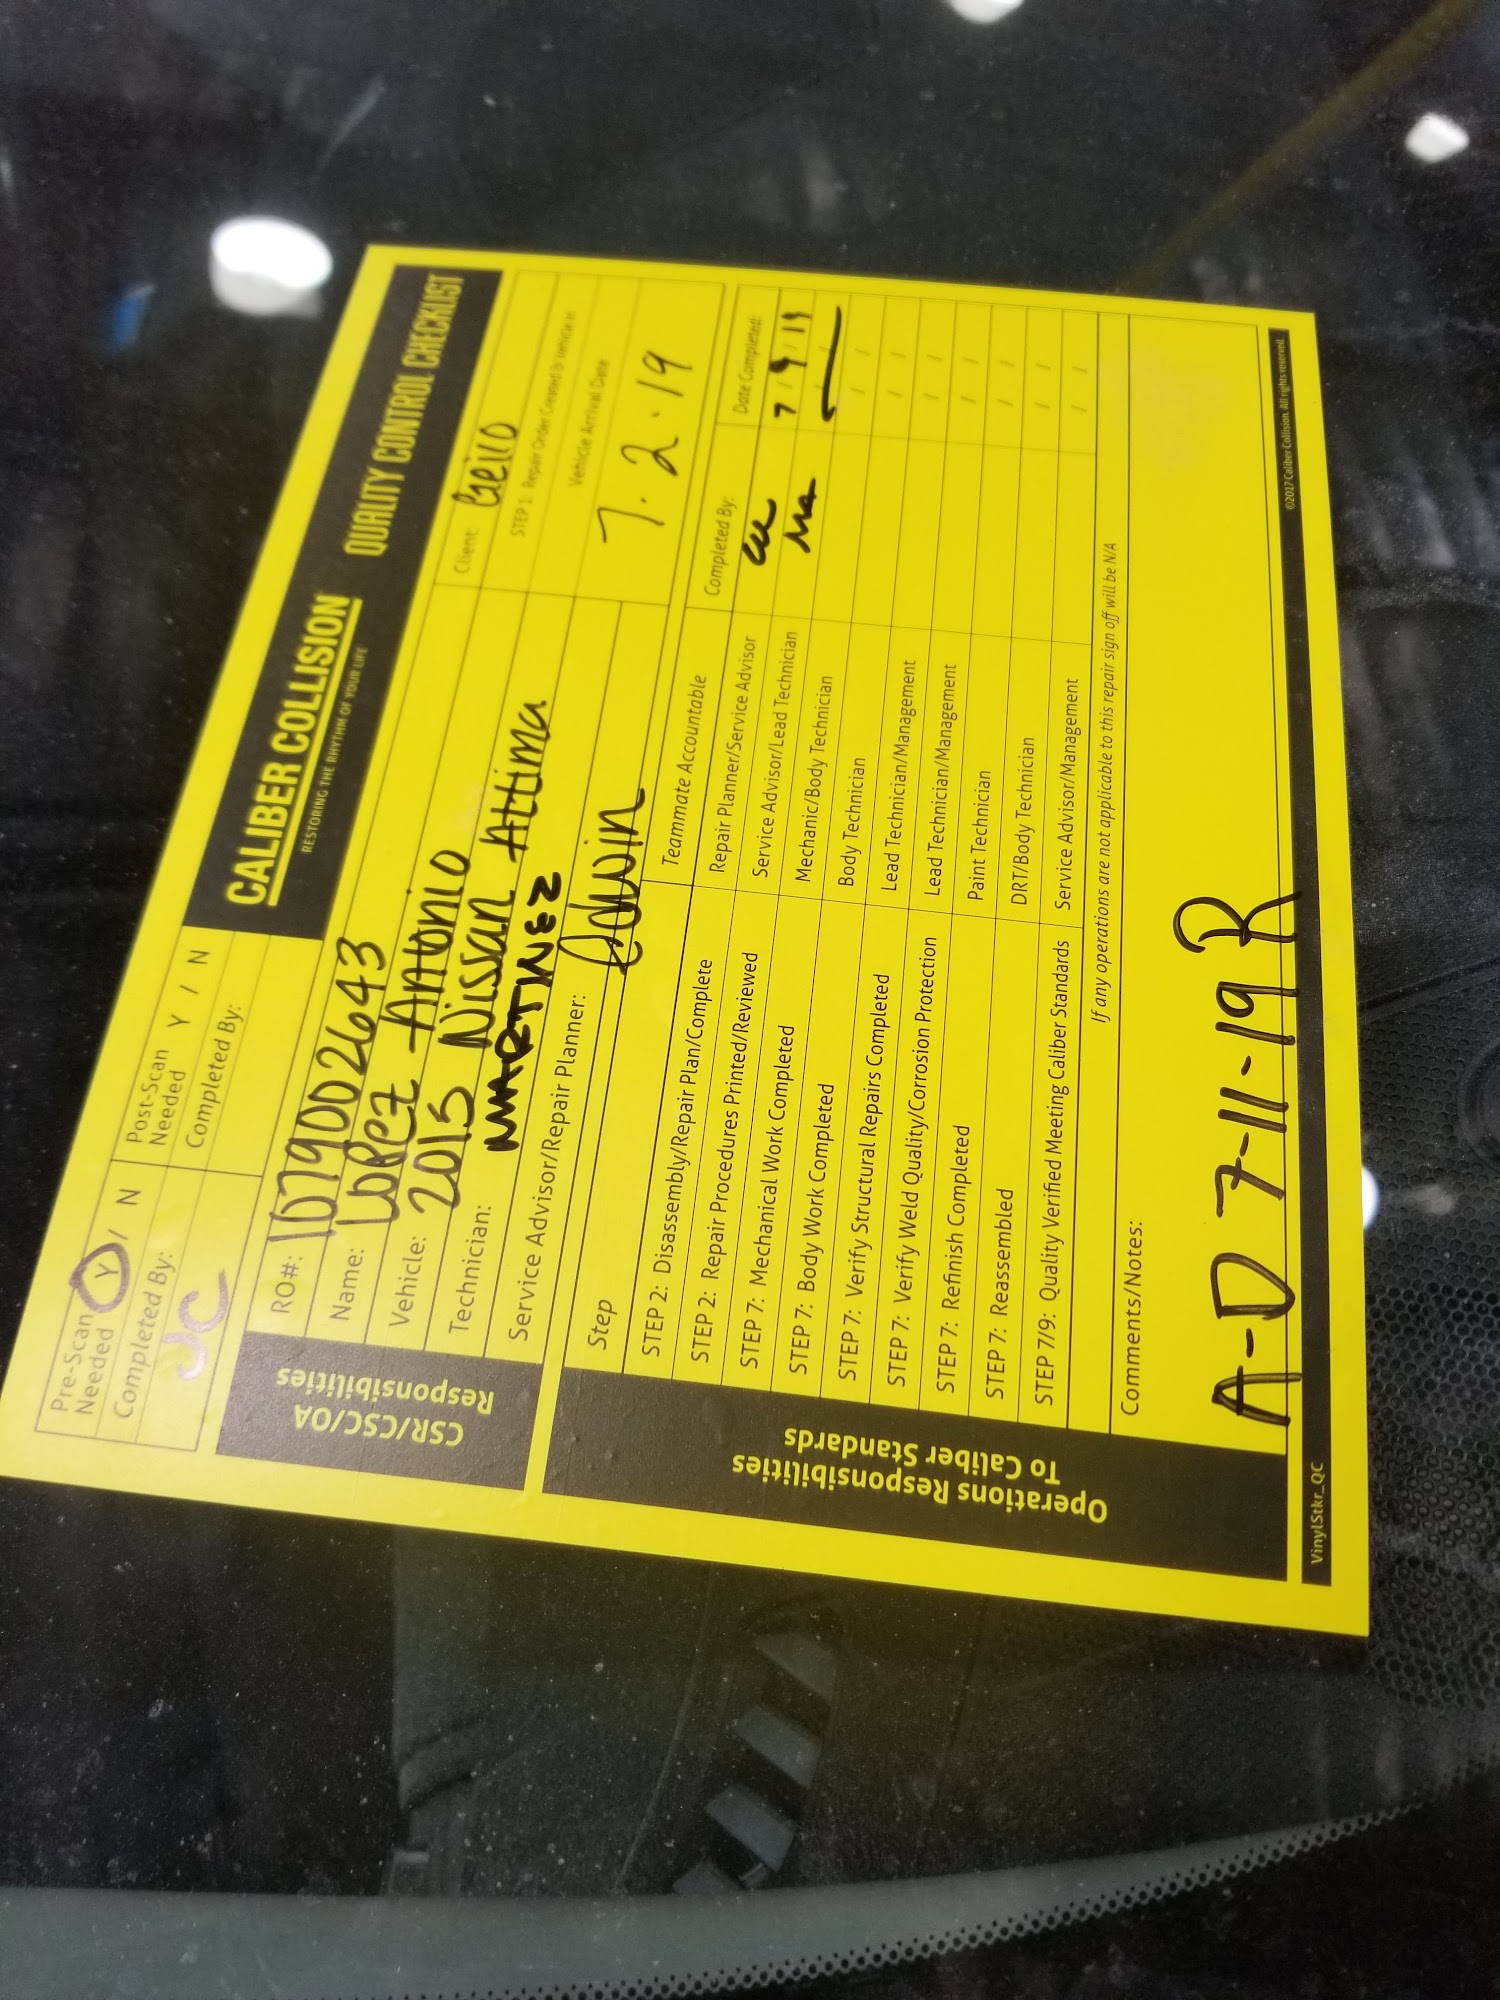 Pre-Scan Needed Y / N
Completed By:
JC
Post-Scan Needed Y / N
Completed By:
CALIBER COLLISION
RESTORING THE RHYTHM OF YOUR LIFE
QUALITY CONTROL CHECKLIST
CSR/CSC/OA Responsibilities
RO#:
Name: Lopez Antonio
Client: Geico
Vehicle: 2015 Nissan Altima
STEP 1: Repair Order Created & Vehicle in
Technician: MARTINEZ
Vehicle Arrival Date
Service Advisor/Repair Planner: Edwin
7. 2. 19
Operations Responsibilities To Caliber Standards
Step Teammate Accountable Completed By: Date Completed:
STEP 2: Disassembly/Repair Plan/Complete Repair Planner/Service Advisor 7 / 9 / 19
STEP 2: Repair Procedures Printed/Reviewed Service Advisor/Lead Technician
STEP 7: Mechanical Work Completed Mechanic/Body Technician / /
STEP 7: Body Work Completed Body Technician / /
STEP 7: Verify Structural Repairs Completed Lead Technician/Management / /
STEP 7: Verify Weld Quality/Corrosion Protection Lead Technician/Management / /
STEP 7: Refinish Completed Paint Technician / /
STEP 7: Reassembled DRT/Body Technician / /
STEP 7/9: Quality Verified Meeting Caliber Standards Service Advisor/Management / /
If any operations are not applicable to this repair sign off will be N/A
Comments/Notes:
A-D 7-11-19 R
VinylStkr_QC
©2017 Caliber Collision. All rights reserved.